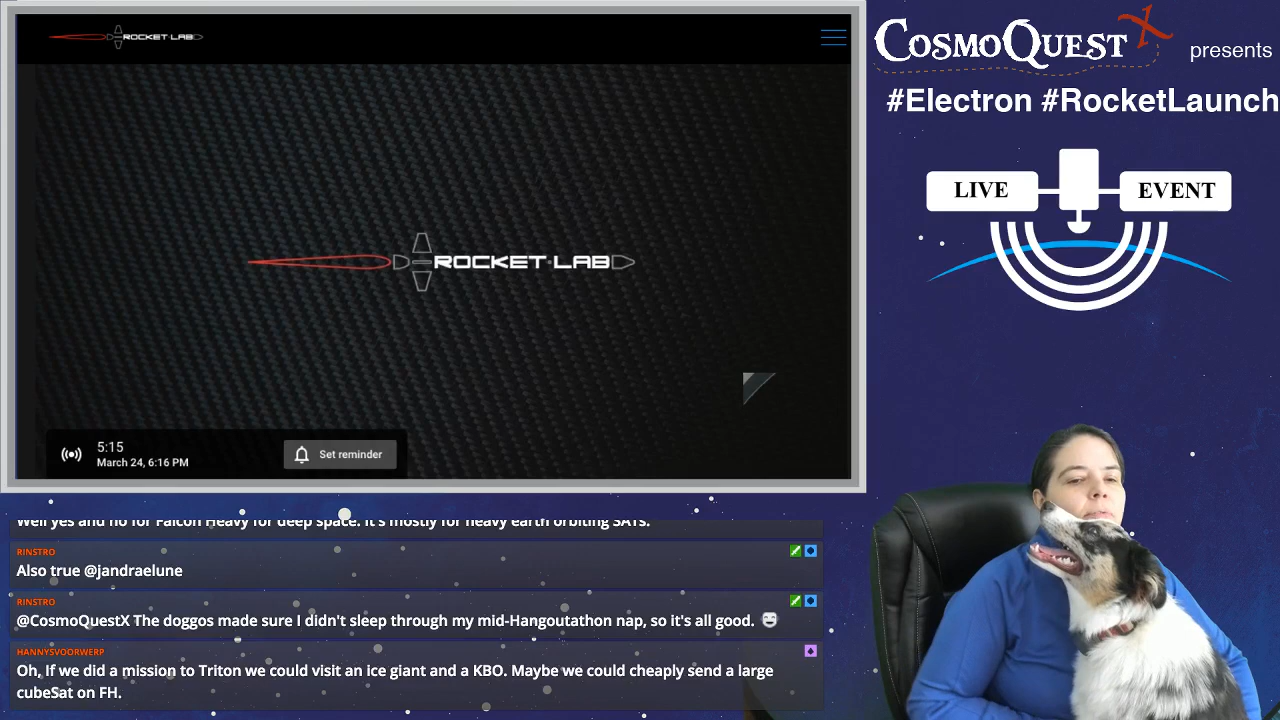 ROCKET LAB
COSMOQUEST X
presents
#Electron #RocketLaunch
LIVE EVENT
ROCKET LAB
5:15
March 24, 6:16 PM
Set reminder
Well yes and no for Falcon Heavy for deep space. It's mostly for heavy earth orbiting SATs.
RINSTRO
Also true @jandraelune
RINSTRO
@CosmoQuestX The doggos made sure I didn't sleep through my mid-Hangoutathon nap, so it's all good.
HANNYSVOORWERP
Oh, If we did a mission to Triton we could visit an ice giant and a KBO. Maybe we could cheaply send a large
cubeSat on FH.